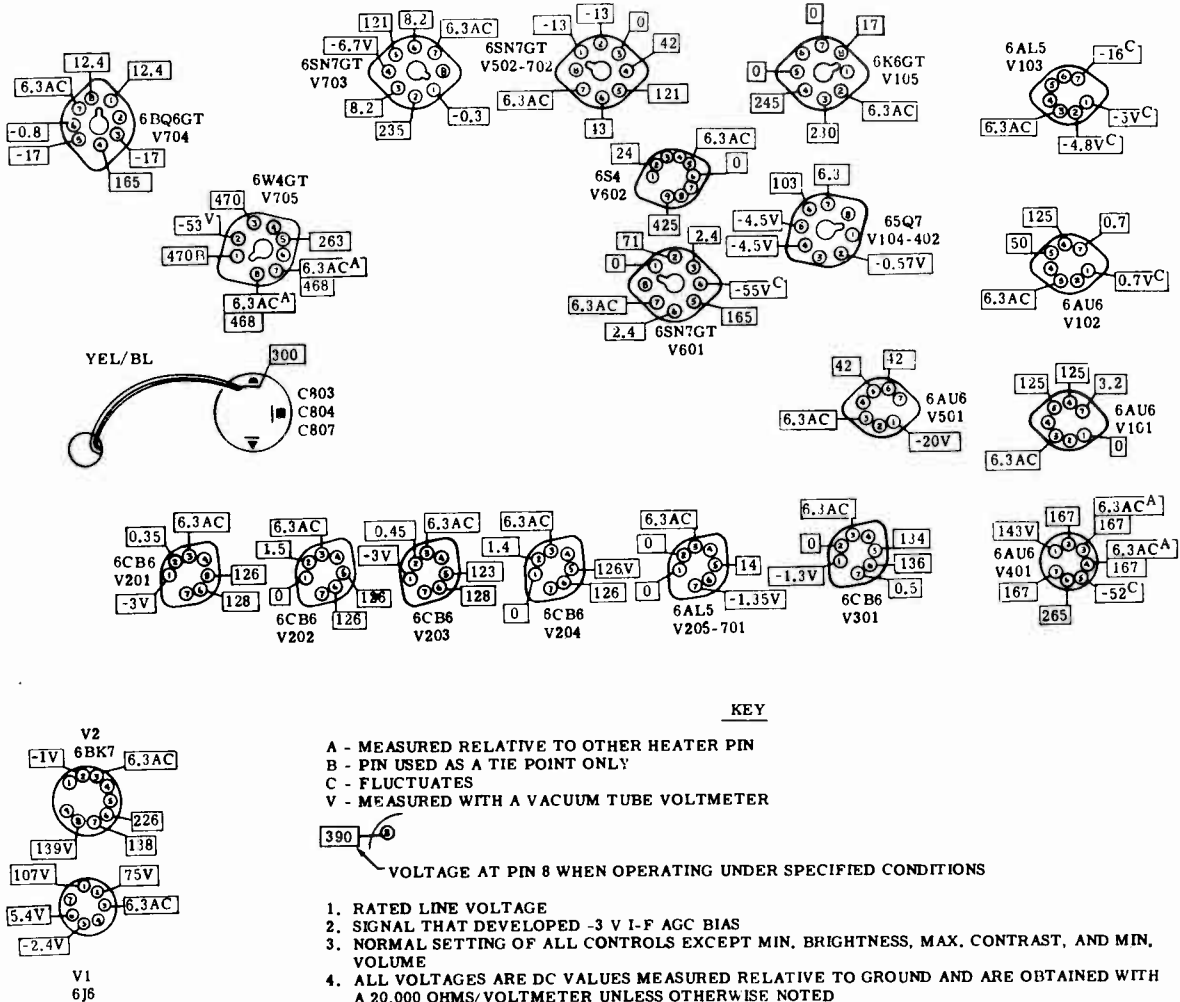 121
8.2
6.3AC
-6.7V
6SN7GT
V703
8.2
235
-0.3
-13
-13
0
42
6SN7GT
V502-702
6.3AC
121
0
17
6K6GT
V105
0
245
230
6.3AC
6AL5
V103
-16C
-3VC
-4.8VC
6.3AC
12.4
12.4
6.3AC
6BQ6GT
V704
-0.8
-17
-17
165
24
6.3AC
0
6S4
V602
425
6W4GT
V705
470
-53V
263
470B
6.3ACA
468
6.3ACA
468
103
6.3
-4.5V
-4.5V
65Q7
V104-402
-0.57V
71
2.4
0
-55VC
6.3AC
165
2.4
6SN7GT
V601
125
0.7
50
0.7VC
6.3AC
6AU6
V102
YEL/BL
300
C803
C804
C807
42
6AU6
V501
6.3AC
-20V
125
125
3.2
6AU6
V101
6.3AC
0
0.35
6.3AC
6CB6
V201
126
-3V
128
6.3AC
1.5
0
126
6CB6
V202
0.45
6.3AC
-3V
123
128
6CB6
V203
6.3AC
1.4
126V
126
0
6CB6
V204
6.3AC
0
14
0
-1.35V
6AL5
V205-701
6.3AC
0
134
136
-1.3V
0.5
6CB6
V301
143V
167
6.3ACA
167
6AU6
V401
6.3ACA
167
167
-52C
265
KEY
A - MEASURED RELATIVE TO OTHER HEATER PIN
B - PIN USED AS A TIE POINT ONLY
C - FLUCTUATES
V - MEASURED WITH A VACUUM TUBE VOLTMETER
390
8
VOLTAGE AT PIN 8 WHEN OPERATING UNDER SPECIFIED CONDITIONS
1. RATED LINE VOLTAGE
2. SIGNAL THAT DEVELOPED -3 V I-F AGC BIAS
3. NORMAL SETTING OF ALL CONTROLS EXCEPT MIN. BRIGHTNESS, MAX. CONTRAST, AND MIN.
VOLUME
4. ALL VOLTAGES ARE DC VALUES MEASURED RELATIVE TO GROUND AND ARE OBTAINED WITH
A 20,000 OHMS/VOLTMETER UNLESS OTHERWISE NOTED
V2
6BK7
-1V
6.3AC
226
139V
138
107V
75V
6.3AC
5.4V
-2.4V
V1
6J6